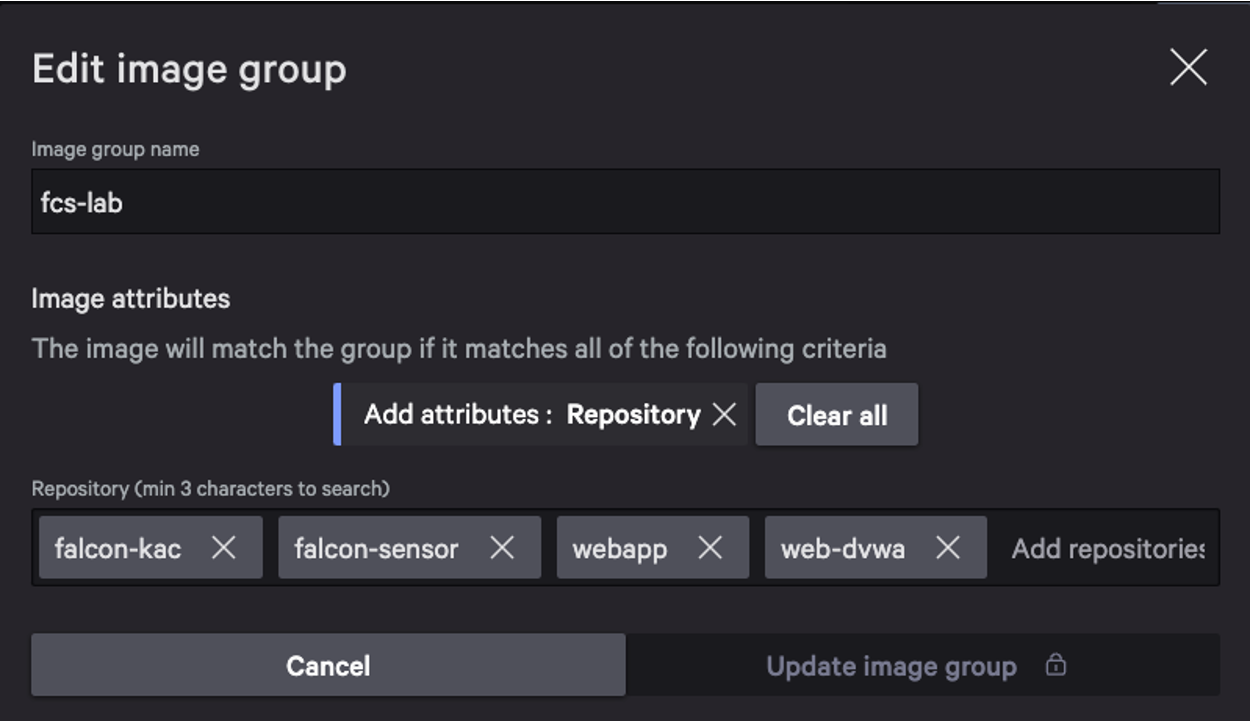 Edit image group
Image group name
fcs-lab
Image attributes
The image will match the group if it matches all of the following criteria
Add attributes : Repository Clear all
Repository (min 3 characters to search)
falcon-kac falcon-sensor webapp web-dvwa Add repositories
Cancel Update image group